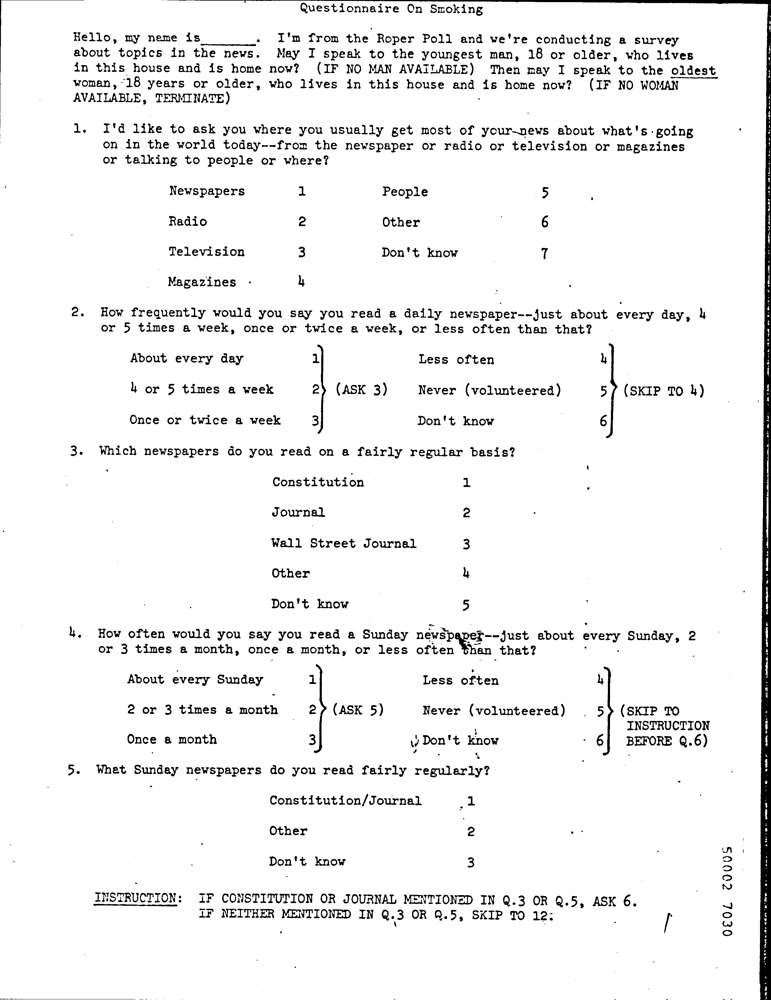 Questionnaire On Smoking
Hello, my name is______. I'm from the Roper Poll and we're conducting a survey
about topics in the news. May I speak to the youngest man, 18 or older, who lives
in this house and is home now? (IF NO MAN AVAILABLE) Then may I speak to the oldest
woman, 18 years or older, who lives in this house and is home now? (IF NO WOMAN
AVAILABLE, TERMINATE)
1. I'd like to ask you where you usually get most of your news about what's going
on in the world today--from the newspaper or radio or television or magazines
or talking to people or where?
Newspapers 1 People 5
Radio 2 Other 6
Television 3 Don't know 7
Magazines 4
2. How frequently would you say you read a daily newspaper--just about every day, 4
or 5 times a week, once or twice a week, or less often than that?
About every day 1 Less often 4
4 or 5 times a week 2 (ASK 3) Never (volunteered) 5 (SKIP TO 4)
Once or twice a week 3 Don't know 6
3. Which newspapers do you read on a fairly regular basis?
Constitution 1
Journal 2
Wall Street Journal 3
Other 4
Don't know 5
4. How often would you say you read a Sunday newspaper--just about every Sunday, 2
or 3 times a month, once a month, or less often than that?
About every Sunday 1 Less often 4
2 or 3 times a month 2 (ASK 5) Never (volunteered) 5 (SKIP TO
INSTRUCTION
Once a month 3 Don't know 6 BEFORE Q.6)
5. What Sunday newspapers do you read fairly regularly?
Constitution/Journal 1
Other 2
Don't know 3
INSTRUCTION: IF CONSTITUTION OR JOURNAL MENTIONED IN Q.3 OR Q.5, ASK 6.
IF NEITHER MENTIONED IN Q.3 OR Q.5, SKIP TO 12.
1
50002 7030